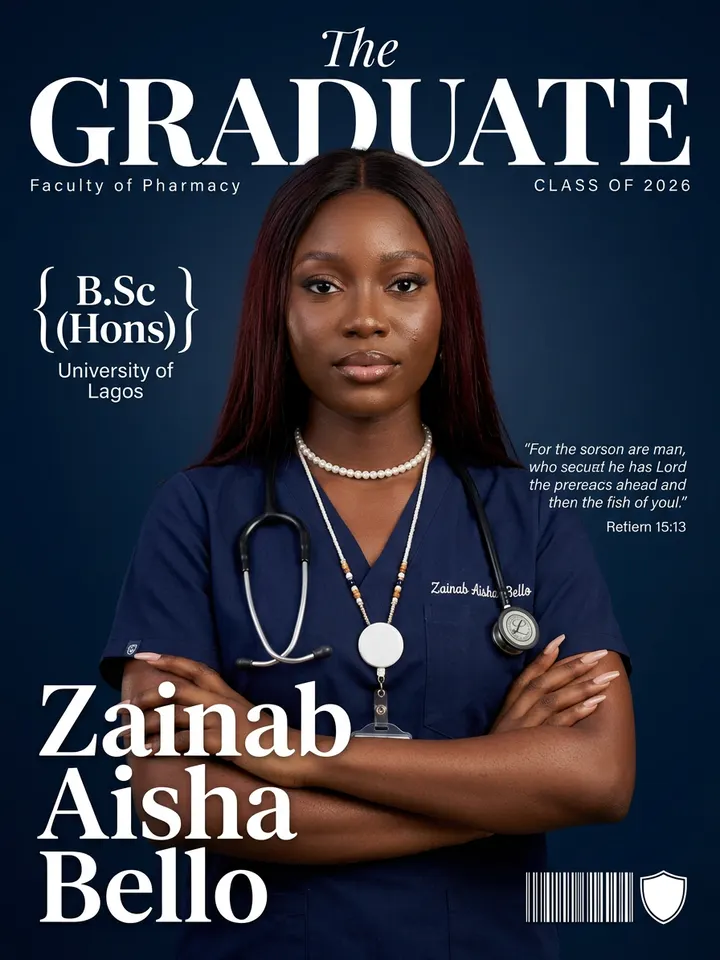 The
GRADUATE
Faculty of Pharmacy
CLASS OF 2026
{B.Sc
(Hons)}
University of
Lagos
“For the sorson are man,
who secuat he has Lord
the prereacs ahead and
then the fish of youl.”
Retlem 15:13
Zainab Aisha Bello
Zainab
Aisha
Bello